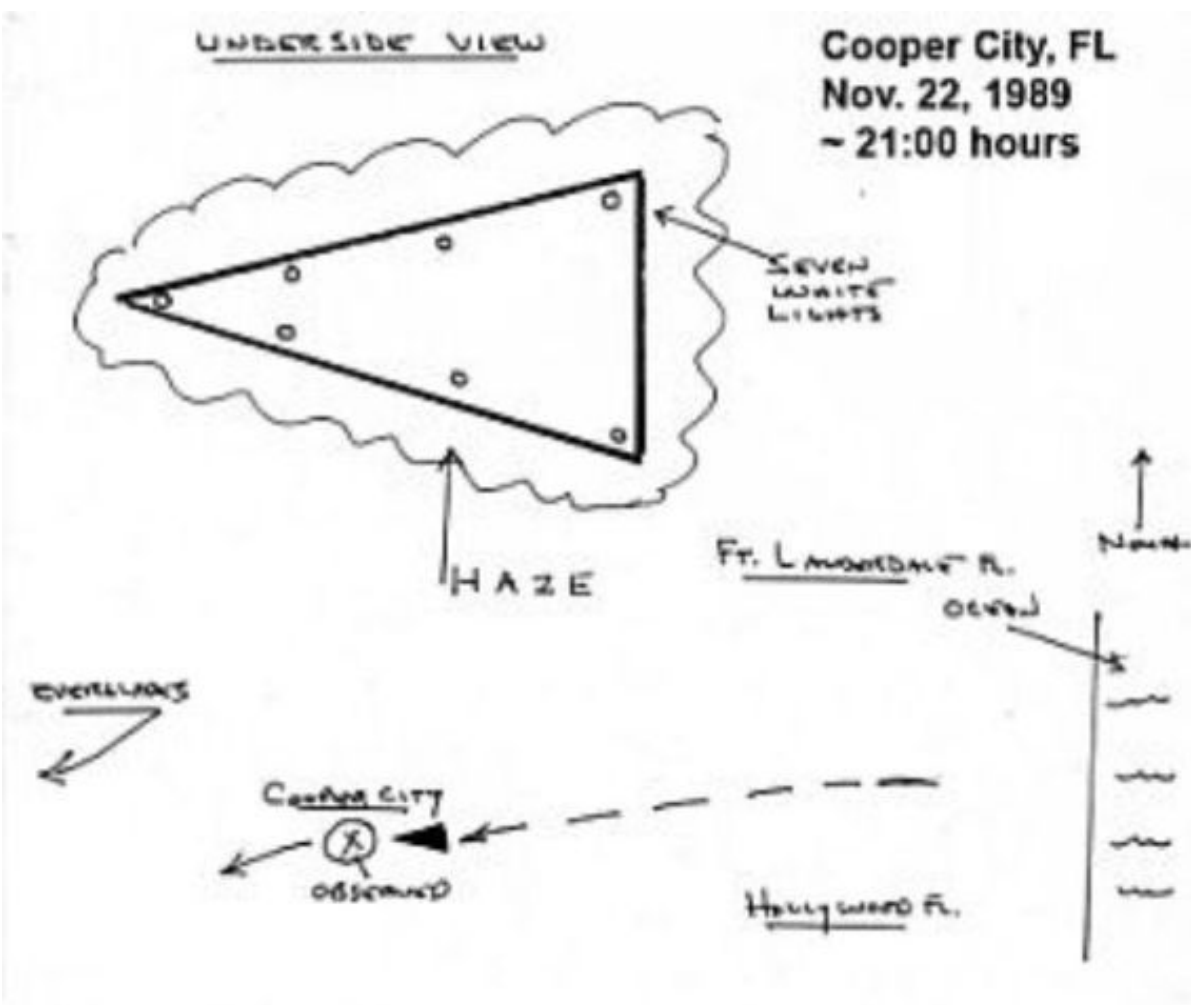 UNDERSIDE VIEW
Cooper City, FL
Nov. 22, 1989
~ 21:00 hours
SEVEN
WHITE
LIGHTS
HAZE
NORTH
FT. LAUDERDALE FL.
OCEAN
EVERGLADES
COOPER CITY
X
OBSERVED
HOLLYWOOD FL.